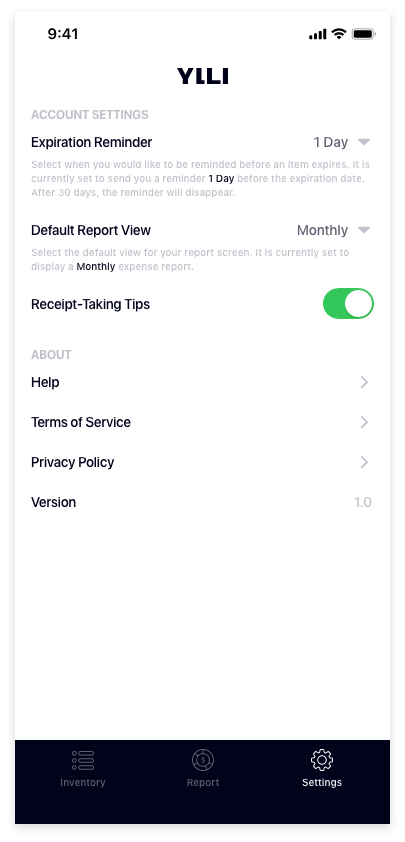 9:41
YILI
ACCOUNT SETTINGS
Expiration Reminder 1 Day
Select when you would like to be reminded before an item expires. It is
currently set to send you a reminder 1 Day before the expiration date.
After 30 days, the reminder will disappear.
Default Report View Monthly
Select the default view for your report screen. It is currently set to
display a Monthly expense report.
Receipt-Taking Tips
ABOUT
Help
Terms of Service
Privacy Policy
Version 1.0
$
Inventory Report Settings